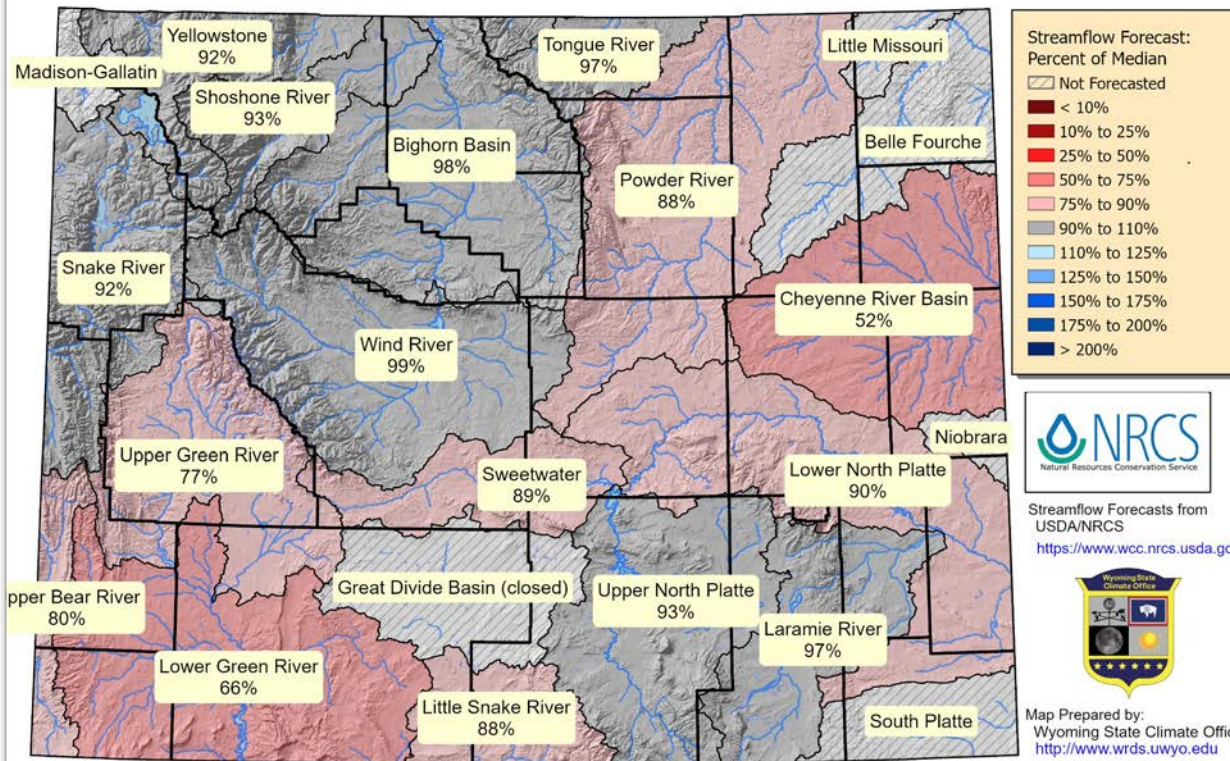 Yellowstone
92%
Madison-Gallatin
Shoshone River
93%
Tongue River
97%
Little Missouri
Bighorn Basin
98%
Belle Fourche
Powder River
88%
Snake River
92%
Cheyenne River Basin
52%
Wind River
99%
Upper Green River
77%
Sweetwater
89%
Niobrara
Lower North Platte
90%
Great Divide Basin (closed)
Upper North Platte
93%
pper Bear River
80%
Laramie River
97%
Lower Green River
66%
Little Snake River
88%
South Platte
Streamflow Forecast:
Percent of Median
Not Forecasted
< 10%
10% to 25%
25% to 50%
50% to 75%
75% to 90%
90% to 110%
110% to 125%
125% to 150%
150% to 175%
175% to 200%
> 200%
NRCS
Natural Resources Conservation Service
Streamflow Forecasts from
USDA/NRCS
https://www.wcc.nrcs.usda.go
Wyoming State
Climate Office
Map Prepared by:
Wyoming State Climate Offic
http://www.wrds.uwyo.edu